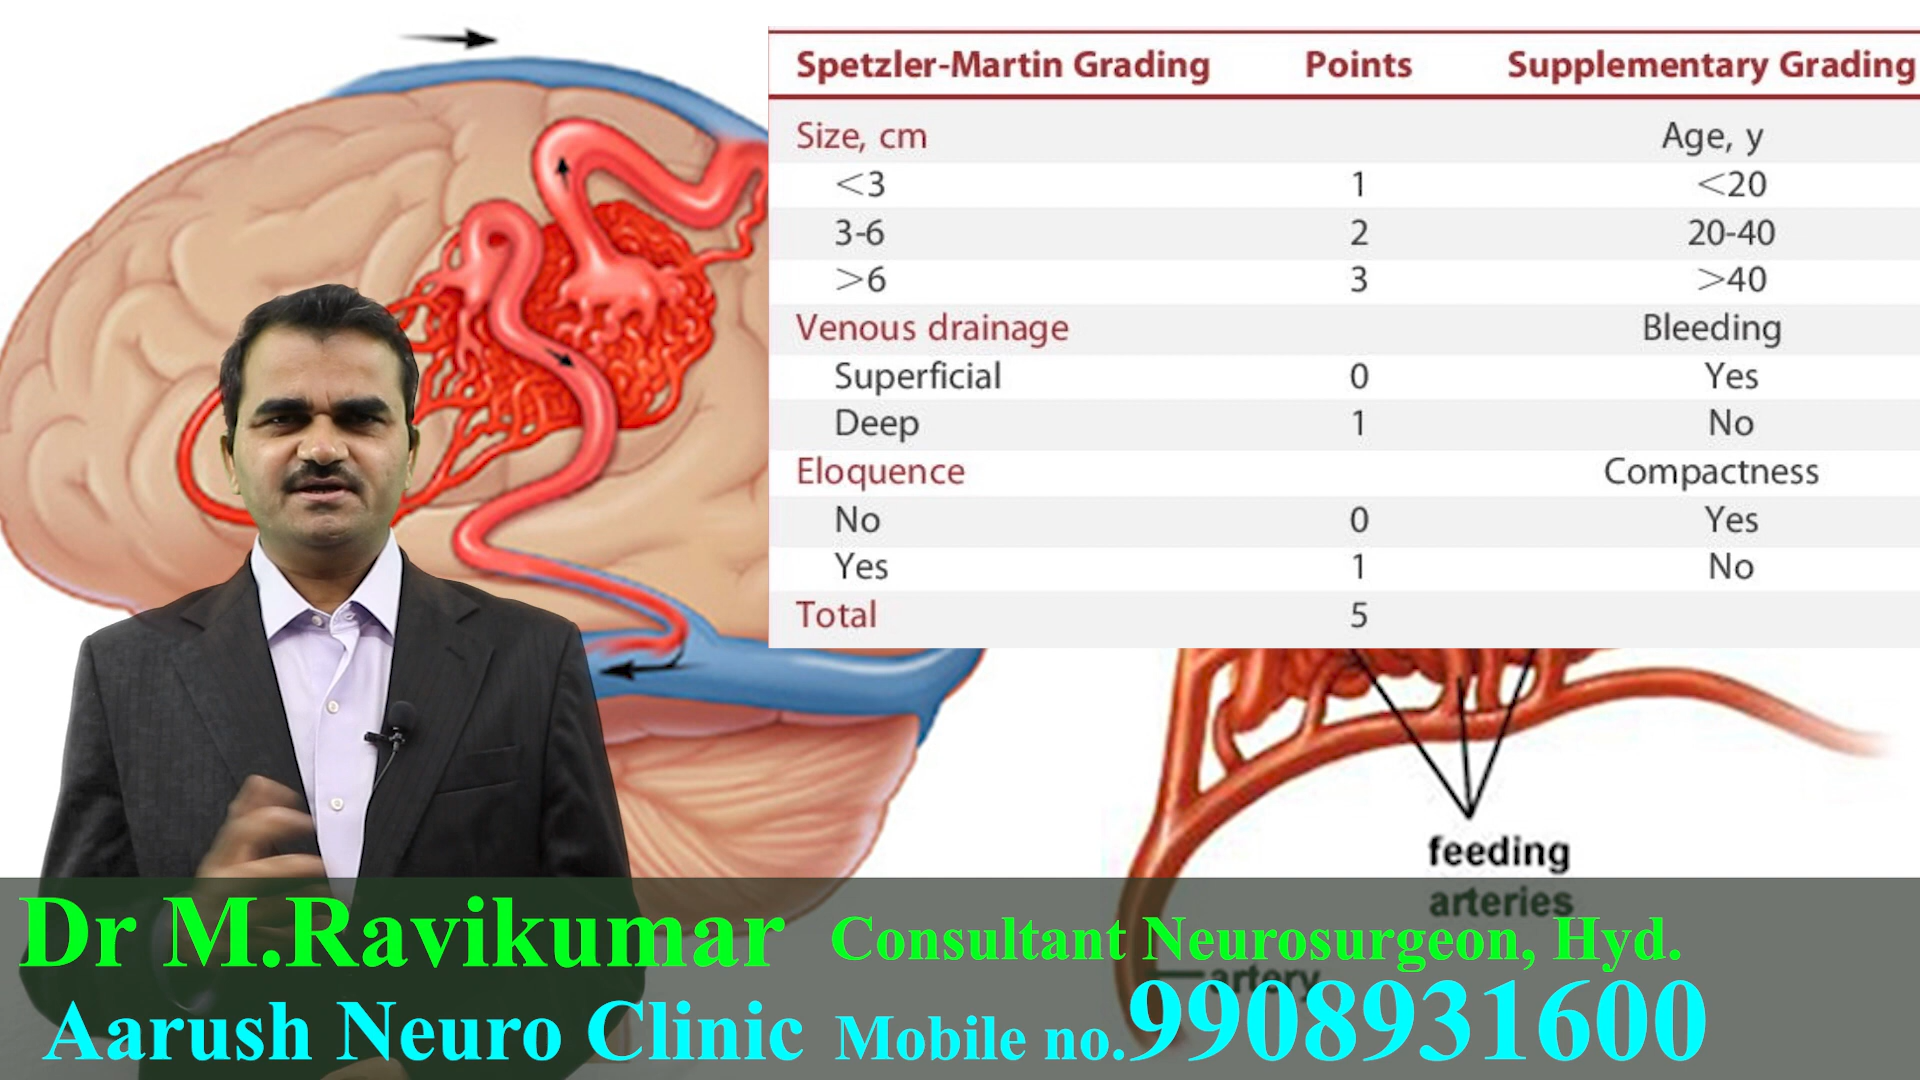 Spetzler-Martin Grading Points Supplementary Grading
Size, cm Age, y
<3 1 <20
3-6 2 20-40
>6 3 >40
Venous drainage Bleeding
Superficial 0 Yes
Deep 1 No
Eloquence Compactness
No 0 Yes
Yes 1 No
Total 5
feeding
arteries
artery
Dr M.Ravikumar Consultant Neurosurgeon, Hyd.
Aarush Neuro Clinic Mobile no.9908931600